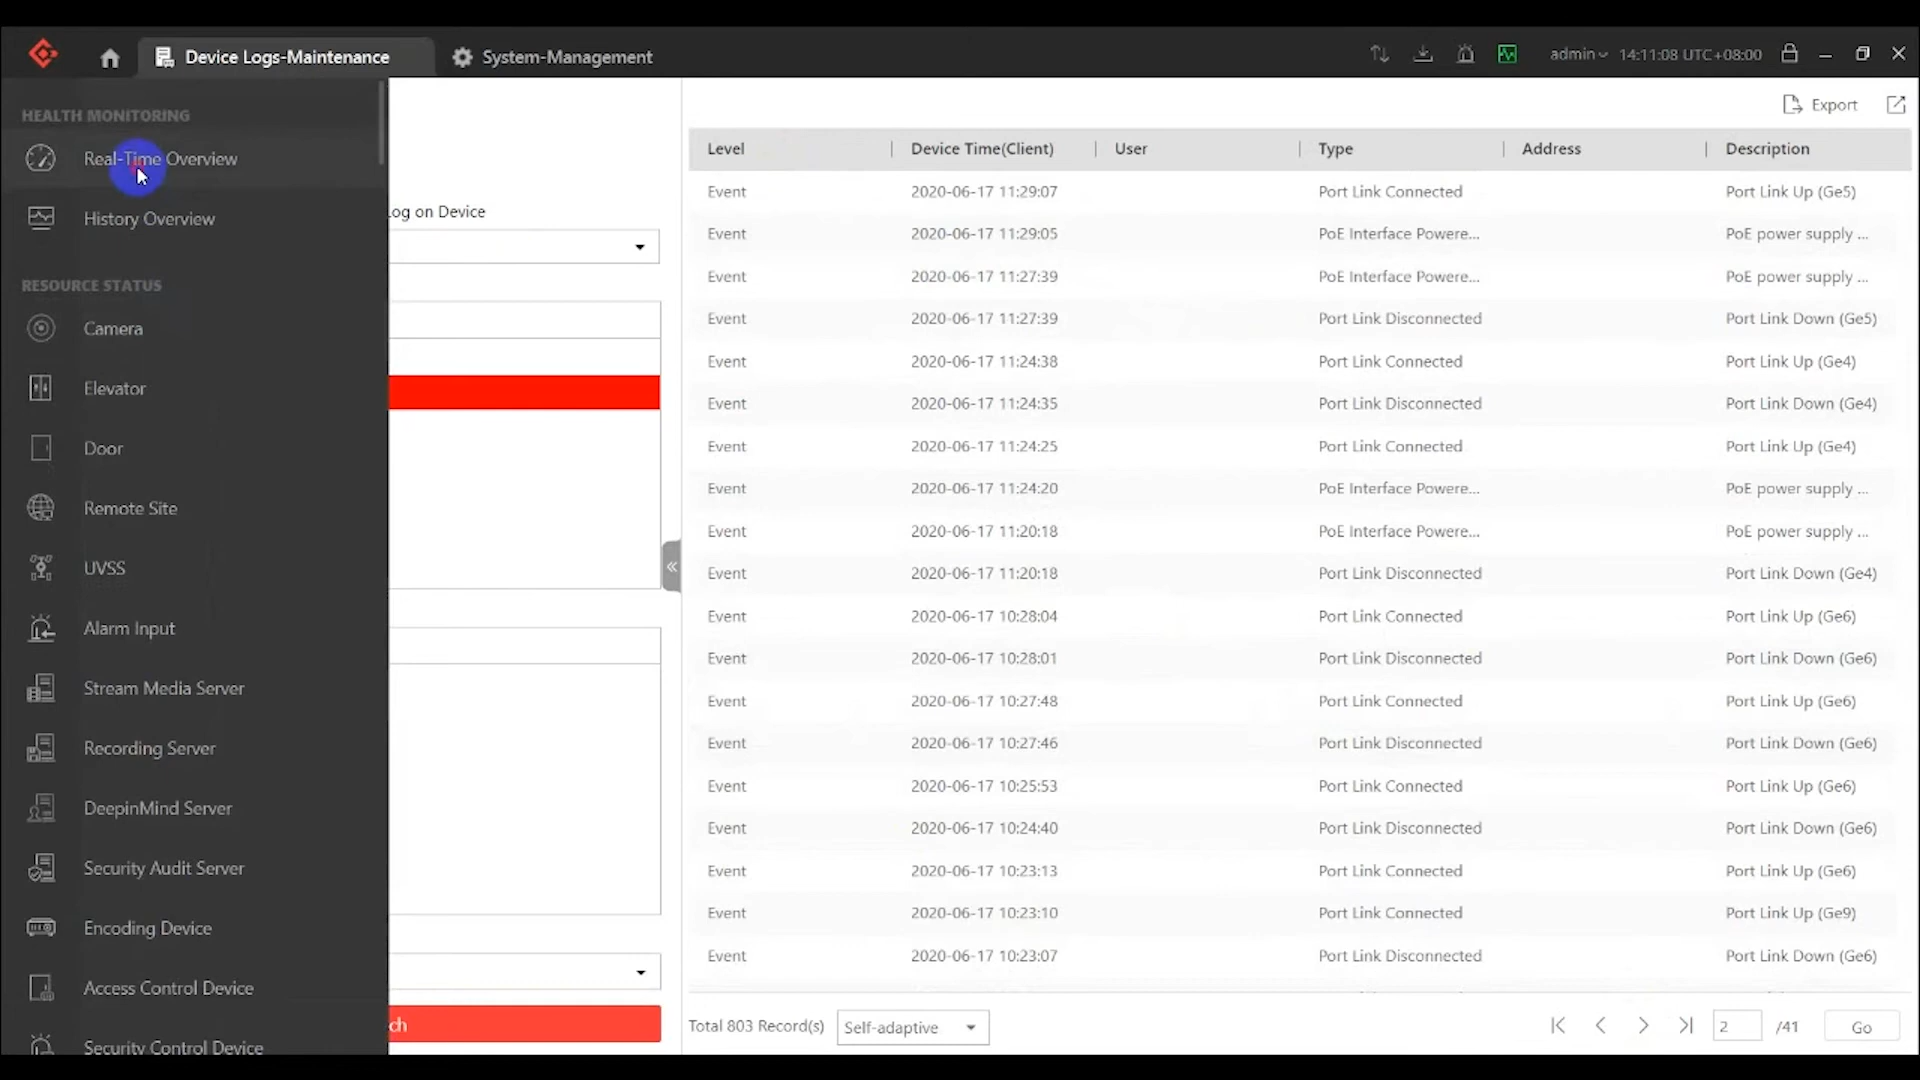 Device Logs-Maintenance
System-Management
admin
14:11:08 UTC+08:00
HEALTH MONITORING
Real-Time Overview
History Overview
RESOURCE STATUS
Camera
Elevator
Door
Remote Site
UVSS
Alarm Input
Stream Media Server
Recording Server
DeepinMind Server
Security Audit Server
Encoding Device
Access Control Device
Security Control Device
Log on Device
ch
Export
Level Device Time(Client) User Type Address Description
Event 2020-06-17 11:29:07 Port Link Connected Port Link Up (Ge5)
Event 2020-06-17 11:29:05 PoE Interface Powere... PoE power supply ...
Event 2020-06-17 11:27:39 PoE Interface Powere... PoE power supply ...
Event 2020-06-17 11:27:39 Port Link Disconnected Port Link Down (Ge5)
Event 2020-06-17 11:24:38 Port Link Connected Port Link Up (Ge4)
Event 2020-06-17 11:24:35 Port Link Disconnected Port Link Down (Ge4)
Event 2020-06-17 11:24:25 Port Link Connected Port Link Up (Ge4)
Event 2020-06-17 11:24:20 PoE Interface Powere... PoE power supply ...
Event 2020-06-17 11:20:18 PoE Interface Powere... PoE power supply ...
Event 2020-06-17 11:20:18 Port Link Disconnected Port Link Down (Ge4)
Event 2020-06-17 10:28:04 Port Link Connected Port Link Up (Ge6)
Event 2020-06-17 10:28:01 Port Link Disconnected Port Link Down (Ge6)
Event 2020-06-17 10:27:48 Port Link Connected Port Link Up (Ge6)
Event 2020-06-17 10:27:46 Port Link Disconnected Port Link Down (Ge6)
Event 2020-06-17 10:25:53 Port Link Connected Port Link Up (Ge6)
Event 2020-06-17 10:24:40 Port Link Disconnected Port Link Down (Ge6)
Event 2020-06-17 10:23:13 Port Link Connected Port Link Up (Ge6)
Event 2020-06-17 10:23:10 Port Link Connected Port Link Up (Ge9)
Event 2020-06-17 10:23:07 Port Link Disconnected Port Link Down (Ge6)
Total 803 Record(s) Self-adaptive 2 /41 Go